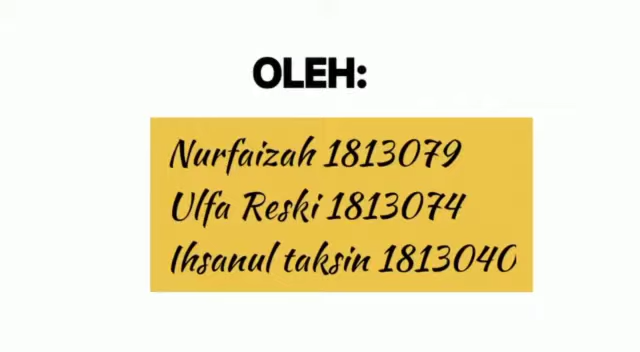 OLEH:
Nurfaizah 1813079
Ulfa Reski 1813074
Ihsanul taksin 1813040